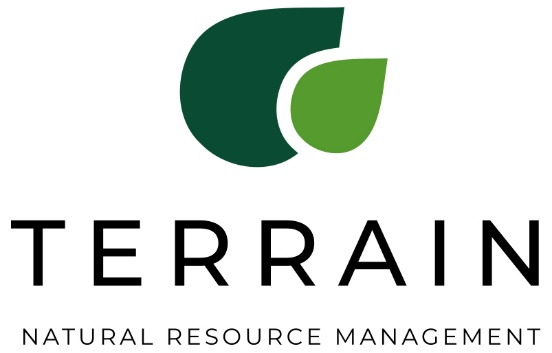 TERRAIN
NATURAL RESOURCE MANAGEMENT